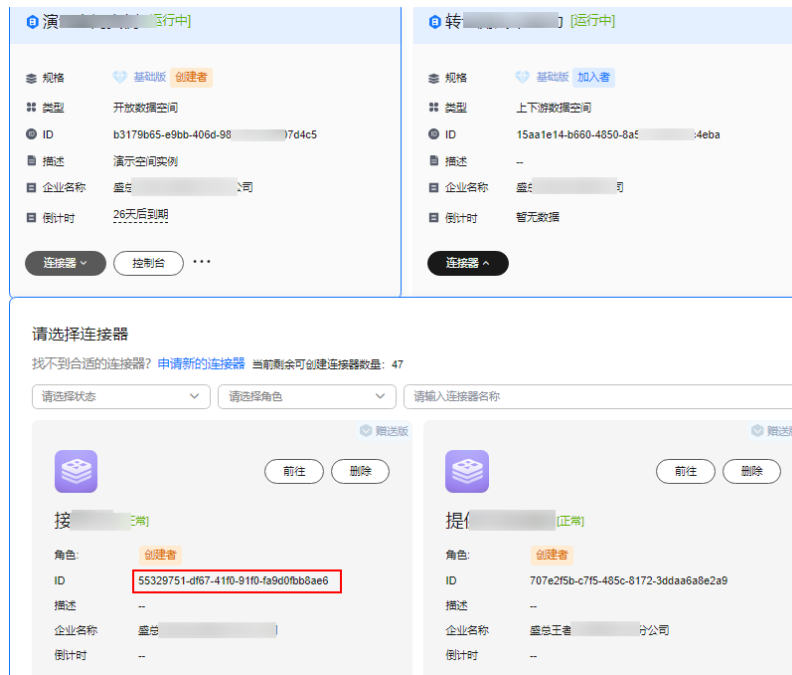 演 运行中]
规格 基础版 创建者
类型 开放数据空间
ID b3179b65-e9bb-406d-98 07d4c5
描述 演示空间实例
企业名称 盛 公司
倒计时 26天后到期
连接器 控制台 ···
转 [运行中]
规格 基础版 加入者
类型 上下游数据空间
ID 15aa1e14-b660-4850-8a5 c4eba
描述 --
企业名称 盛 司
倒计时 暂无数据
连接器
请选择连接器
找不到合适的连接器？申请新的连接器 当前剩余可创建连接器数量：47
请选择状态 请选择角色 请输入连接器名称
赠送版
前往 删除
接 正常]
角色: 创建者
ID 55329751-df67-41f0-91f0-fa9d0fbb8ae6
描述 --
企业名称 盛总
倒计时 --
赠送版
前往 删除
提供 [正常]
角色: 创建者
ID 707e2f5b-c7f5-485c-8172-3ddaa6a8e2a9
描述 --
企业名称 盛总王者 分公司
倒计时 --